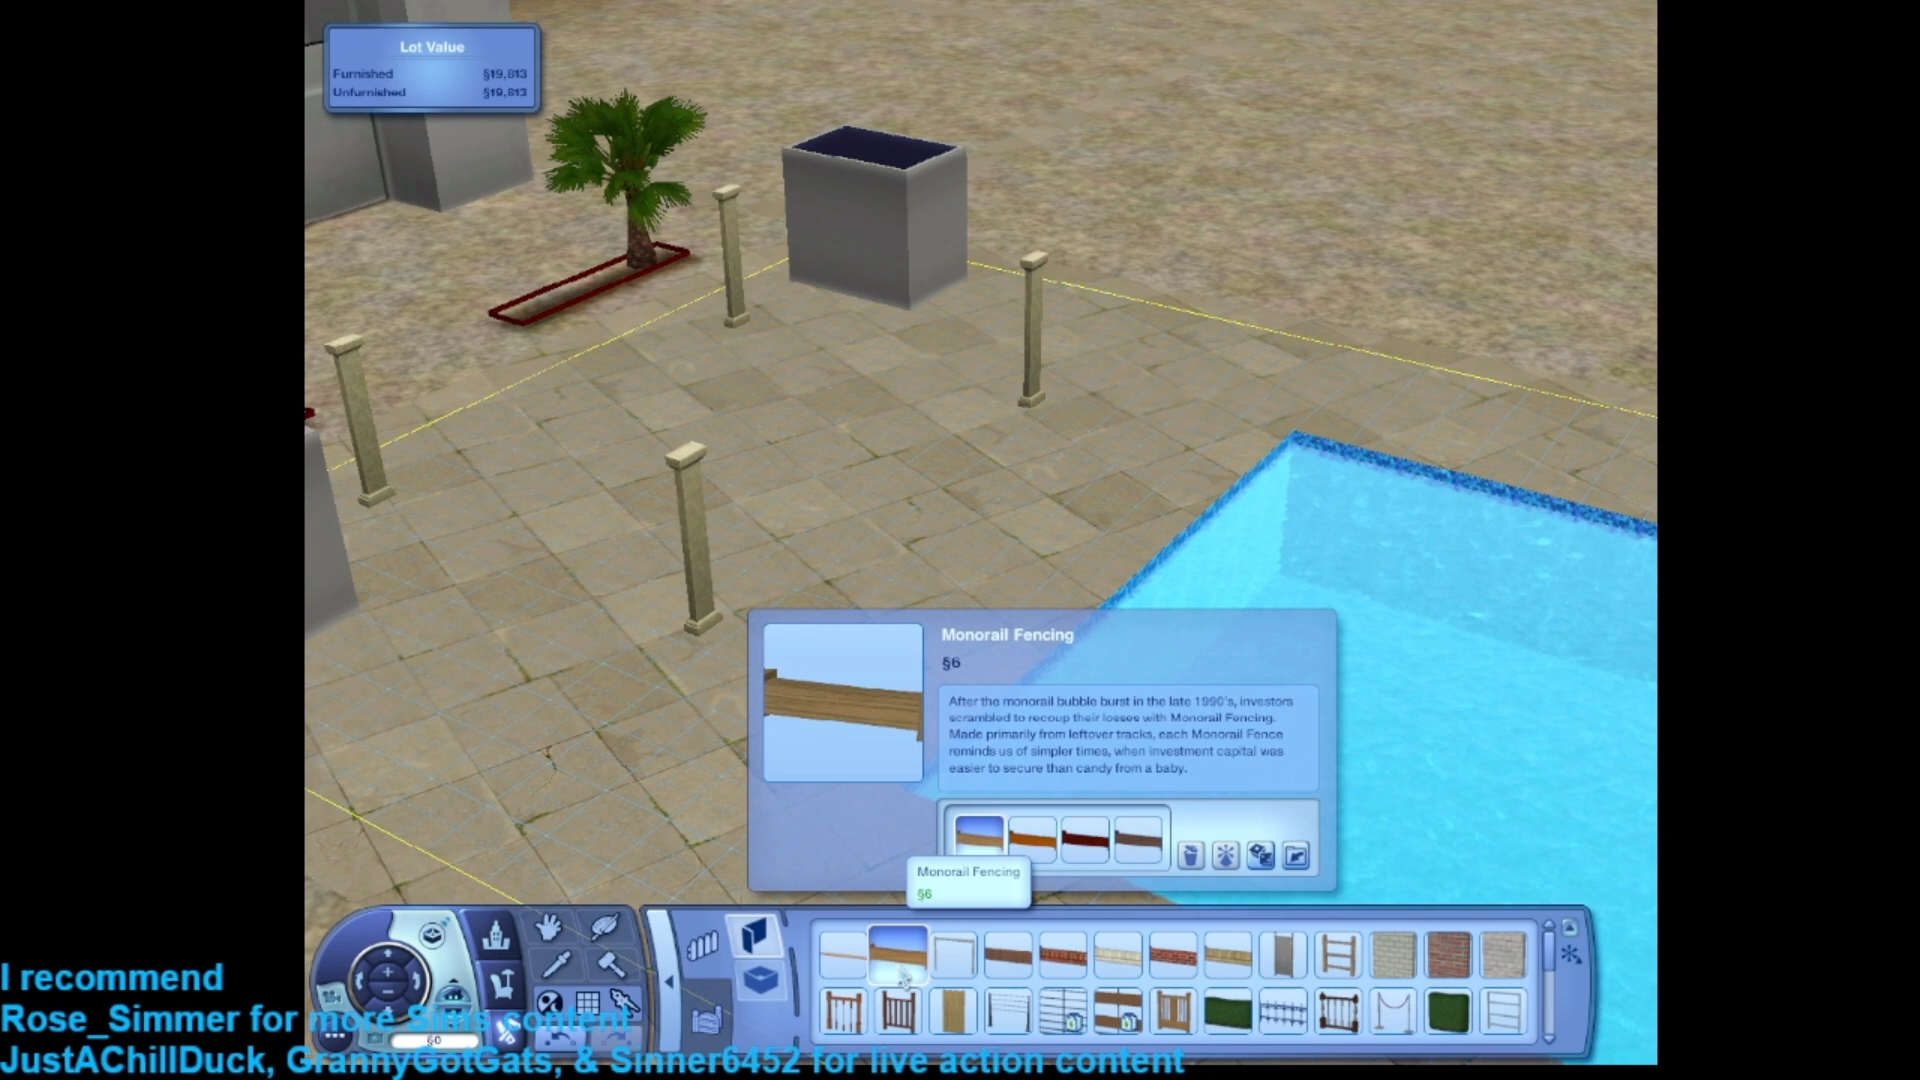 Lot Value
Furnished §19,813
Unfurnished §19,813
Monorail Fencing
§6
After the monorail bubble burst in the late 1990's, investors
scrambled to recoup their losses with Monorail Fencing.
Made primarily from leftover tracks, each Monorail Fence
reminds us of simpler times, when investment capital was
easier to secure than candy from a baby.
Monorail Fencing
§6
§0
I recommend
Rose_Simmer for more Sims content
JustAChillDuck, GrannyGotGats, & Sinner6452 for live action content